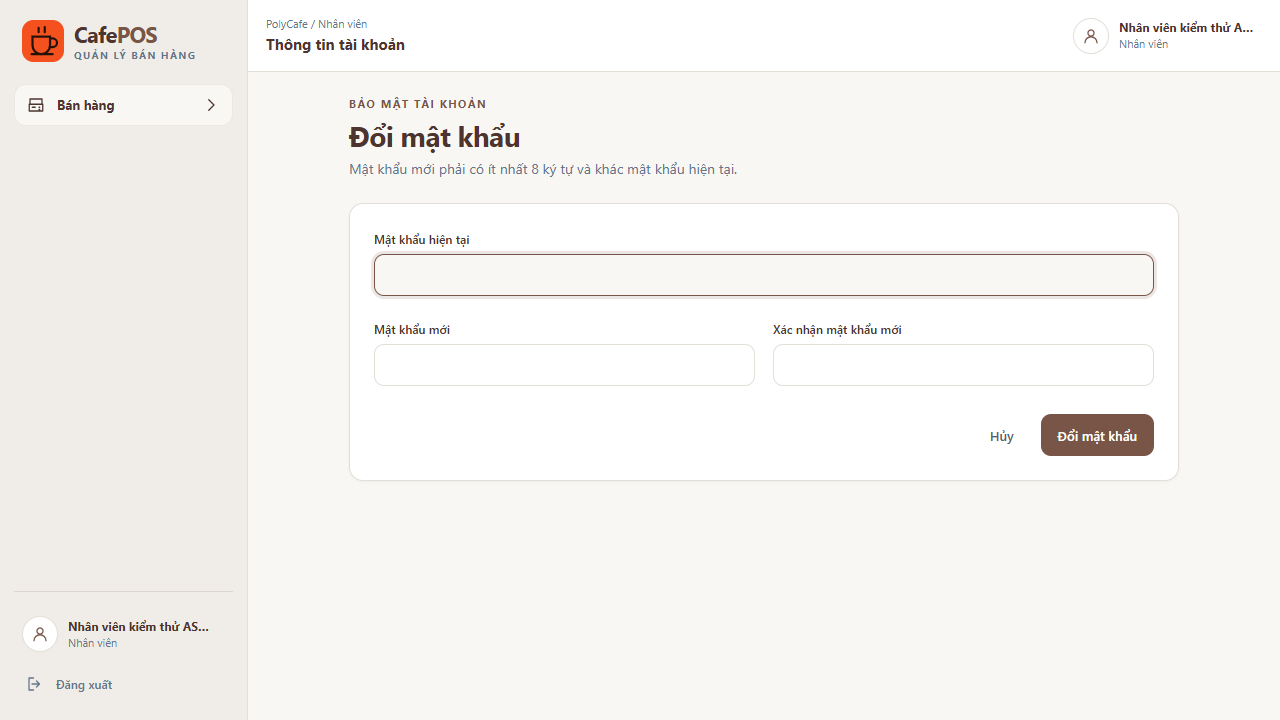 CafePOS
QUẢN LÝ BÁN HÀNG
Bán hàng
Nhân viên kiểm thử AS...
Nhân viên
Đăng xuất
PolyCafe / Nhân viên
Thông tin tài khoản
Nhân viên kiểm thử A...
Nhân viên
BẢO MẬT TÀI KHOẢN
Đổi mật khẩu
Mật khẩu mới phải có ít nhất 8 ký tự và khác mật khẩu hiện tại.
Mật khẩu hiện tại
Mật khẩu mới
Xác nhận mật khẩu mới
Hủy
Đổi mật khẩu